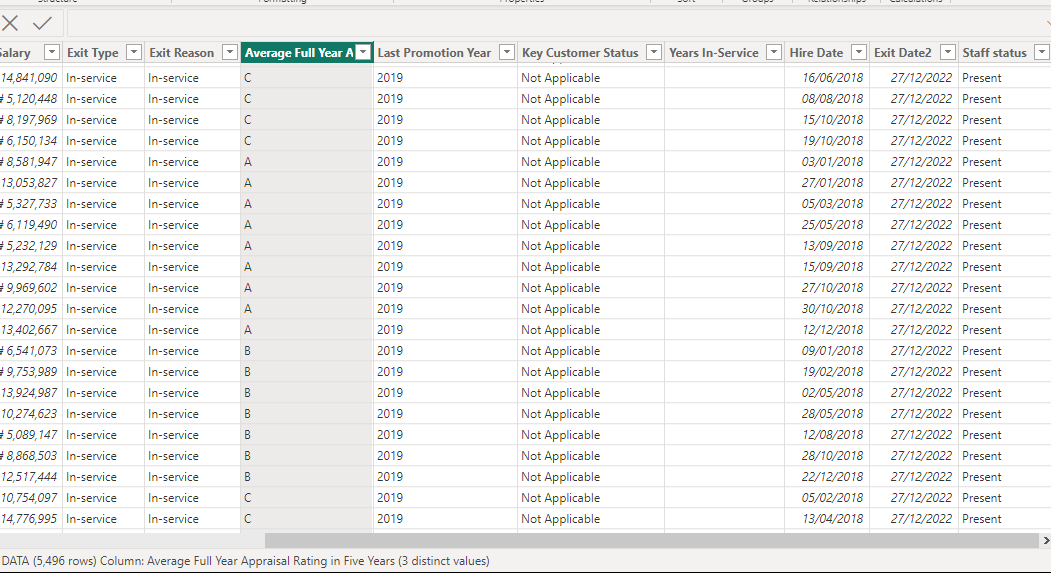 Salary Exit Type Exit Reason Average Full Year A Last Promotion Year Key Customer Status Years In-Service Hire Date Exit Date2 Staff status
14,841,090 In-service In-service C 2019 Not Applicable 16/06/2018 27/12/2022 Present
₦ 5,120,448 In-service In-service C 2019 Not Applicable 08/08/2018 27/12/2022 Present
₦ 8,197,969 In-service In-service C 2019 Not Applicable 15/10/2018 27/12/2022 Present
₦ 6,150,134 In-service In-service C 2019 Not Applicable 19/10/2018 27/12/2022 Present
₦ 8,581,947 In-service In-service A 2019 Not Applicable 03/01/2018 27/12/2022 Present
13,053,827 In-service In-service A 2019 Not Applicable 27/01/2018 27/12/2022 Present
₦ 5,327,733 In-service In-service A 2019 Not Applicable 05/03/2018 27/12/2022 Present
₦ 6,119,490 In-service In-service A 2019 Not Applicable 25/05/2018 27/12/2022 Present
₦ 5,232,129 In-service In-service A 2019 Not Applicable 13/09/2018 27/12/2022 Present
13,292,784 In-service In-service A 2019 Not Applicable 15/09/2018 27/12/2022 Present
₦ 9,969,602 In-service In-service A 2019 Not Applicable 27/10/2018 27/12/2022 Present
12,270,095 In-service In-service A 2019 Not Applicable 30/10/2018 27/12/2022 Present
13,402,667 In-service In-service A 2019 Not Applicable 12/12/2018 27/12/2022 Present
₦ 6,541,073 In-service In-service B 2019 Not Applicable 09/01/2018 27/12/2022 Present
₦ 9,753,989 In-service In-service B 2019 Not Applicable 19/02/2018 27/12/2022 Present
13,924,987 In-service In-service B 2019 Not Applicable 02/05/2018 27/12/2022 Present
10,274,623 In-service In-service B 2019 Not Applicable 28/05/2018 27/12/2022 Present
₦ 5,089,147 In-service In-service B 2019 Not Applicable 12/08/2018 27/12/2022 Present
₦ 8,868,503 In-service In-service B 2019 Not Applicable 28/10/2018 27/12/2022 Present
12,517,444 In-service In-service B 2019 Not Applicable 22/12/2018 27/12/2022 Present
10,754,097 In-service In-service C 2019 Not Applicable 05/02/2018 27/12/2022 Present
14,776,995 In-service In-service C 2019 Not Applicable 13/04/2018 27/12/2022 Present
DATA (5,496 rows) Column: Average Full Year Appraisal Rating in Five Years (3 distinct values)